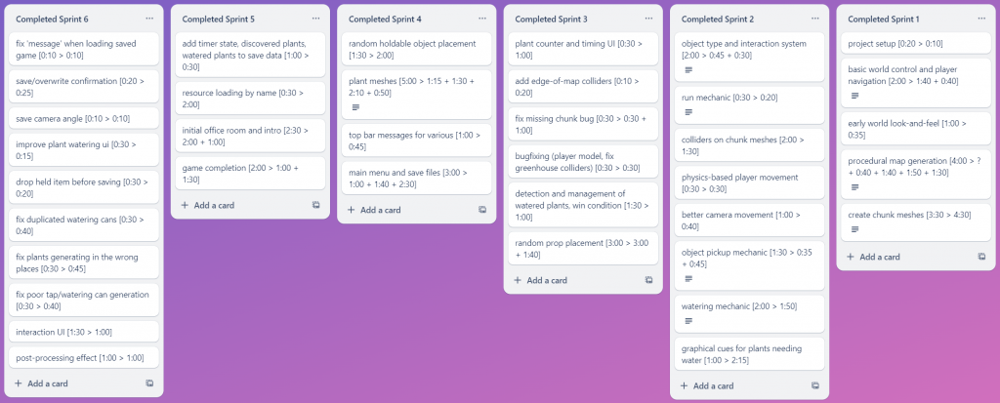 Completed Sprint 6
fix 'message' when loading saved
game [0:10 > 0:10]
save/overwrite confirmation [0:20
> 0:25]
save camera angle [0:10 > 0:10]
improve plant watering ui [0:30 >
0:15]
drop held item before saving [0:30 >
0:20]
fix duplicated watering cans [0:30 >
0:40]
fix plants generating in the wrong
places [0:30 > 0:45]
fix poor tap/watering can generation
[0:30 > 0:40]
interaction UI [1:30 > 1:00]
post-processing effect [1:00 > 1:00]
+ Add a card
Completed Sprint 5
add timer state, discovered plants,
watered plants to save data [1:00 >
0:30]
resource loading by name [0:30 >
2:00]
initial office room and intro [2:30 >
2:00 + 1:00]
game completion [2:00 > 1:00 +
1:30]
+ Add a card
Completed Sprint 4
random holdable object placement
[1:30 > 2:00]
plant meshes [5:00 > 1:15 + 1:30 +
2:10 + 0:50]
top bar messages for various [1:00 >
0:45]
main menu and save files [3:00 >
1:00 + 1:40 + 2:30]
+ Add a card
Completed Sprint 3
plant counter and timing UI [0:30 >
1:00]
add edge-of-map colliders [0:10 >
0:20]
fix missing chunk bug [0:30 > 0:30 +
1:00]
bugfixing (player model, fix
greenhouse colliders) [0:30 > 0:30]
detection and management of
watered plants, win condition [1:30 >
1:00]
random prop placement [3:00 > 3:00
+ 1:40]
+ Add a card
Completed Sprint 2
object type and interaction system
[2:00 > 0:45 + 0:30]
run mechanic [0:30 > 0:20]
colliders on chunk meshes [2:00 >
1:30]
physics-based player movement
[0:30 > 0:30]
better camera movement [1:00 >
0:40]
object pickup mechanic [1:30 > 0:35
+ 0:45]
watering mechanic [2:00 > 1:50]
graphical cues for plants needing
water [1:00 > 2:15]
+ Add a card
Completed Sprint 1
project setup [0:20 > 0:10]
basic world control and player
navigation [2:00 > 1:40 + 0:40]
early world look-and-feel [1:00 >
0:35]
procedural map generation [4:00 > ?
+ 0:40 + 1:40 + 1:50 + 1:30]
create chunk meshes [3:30 > 4:30]
+ Add a card